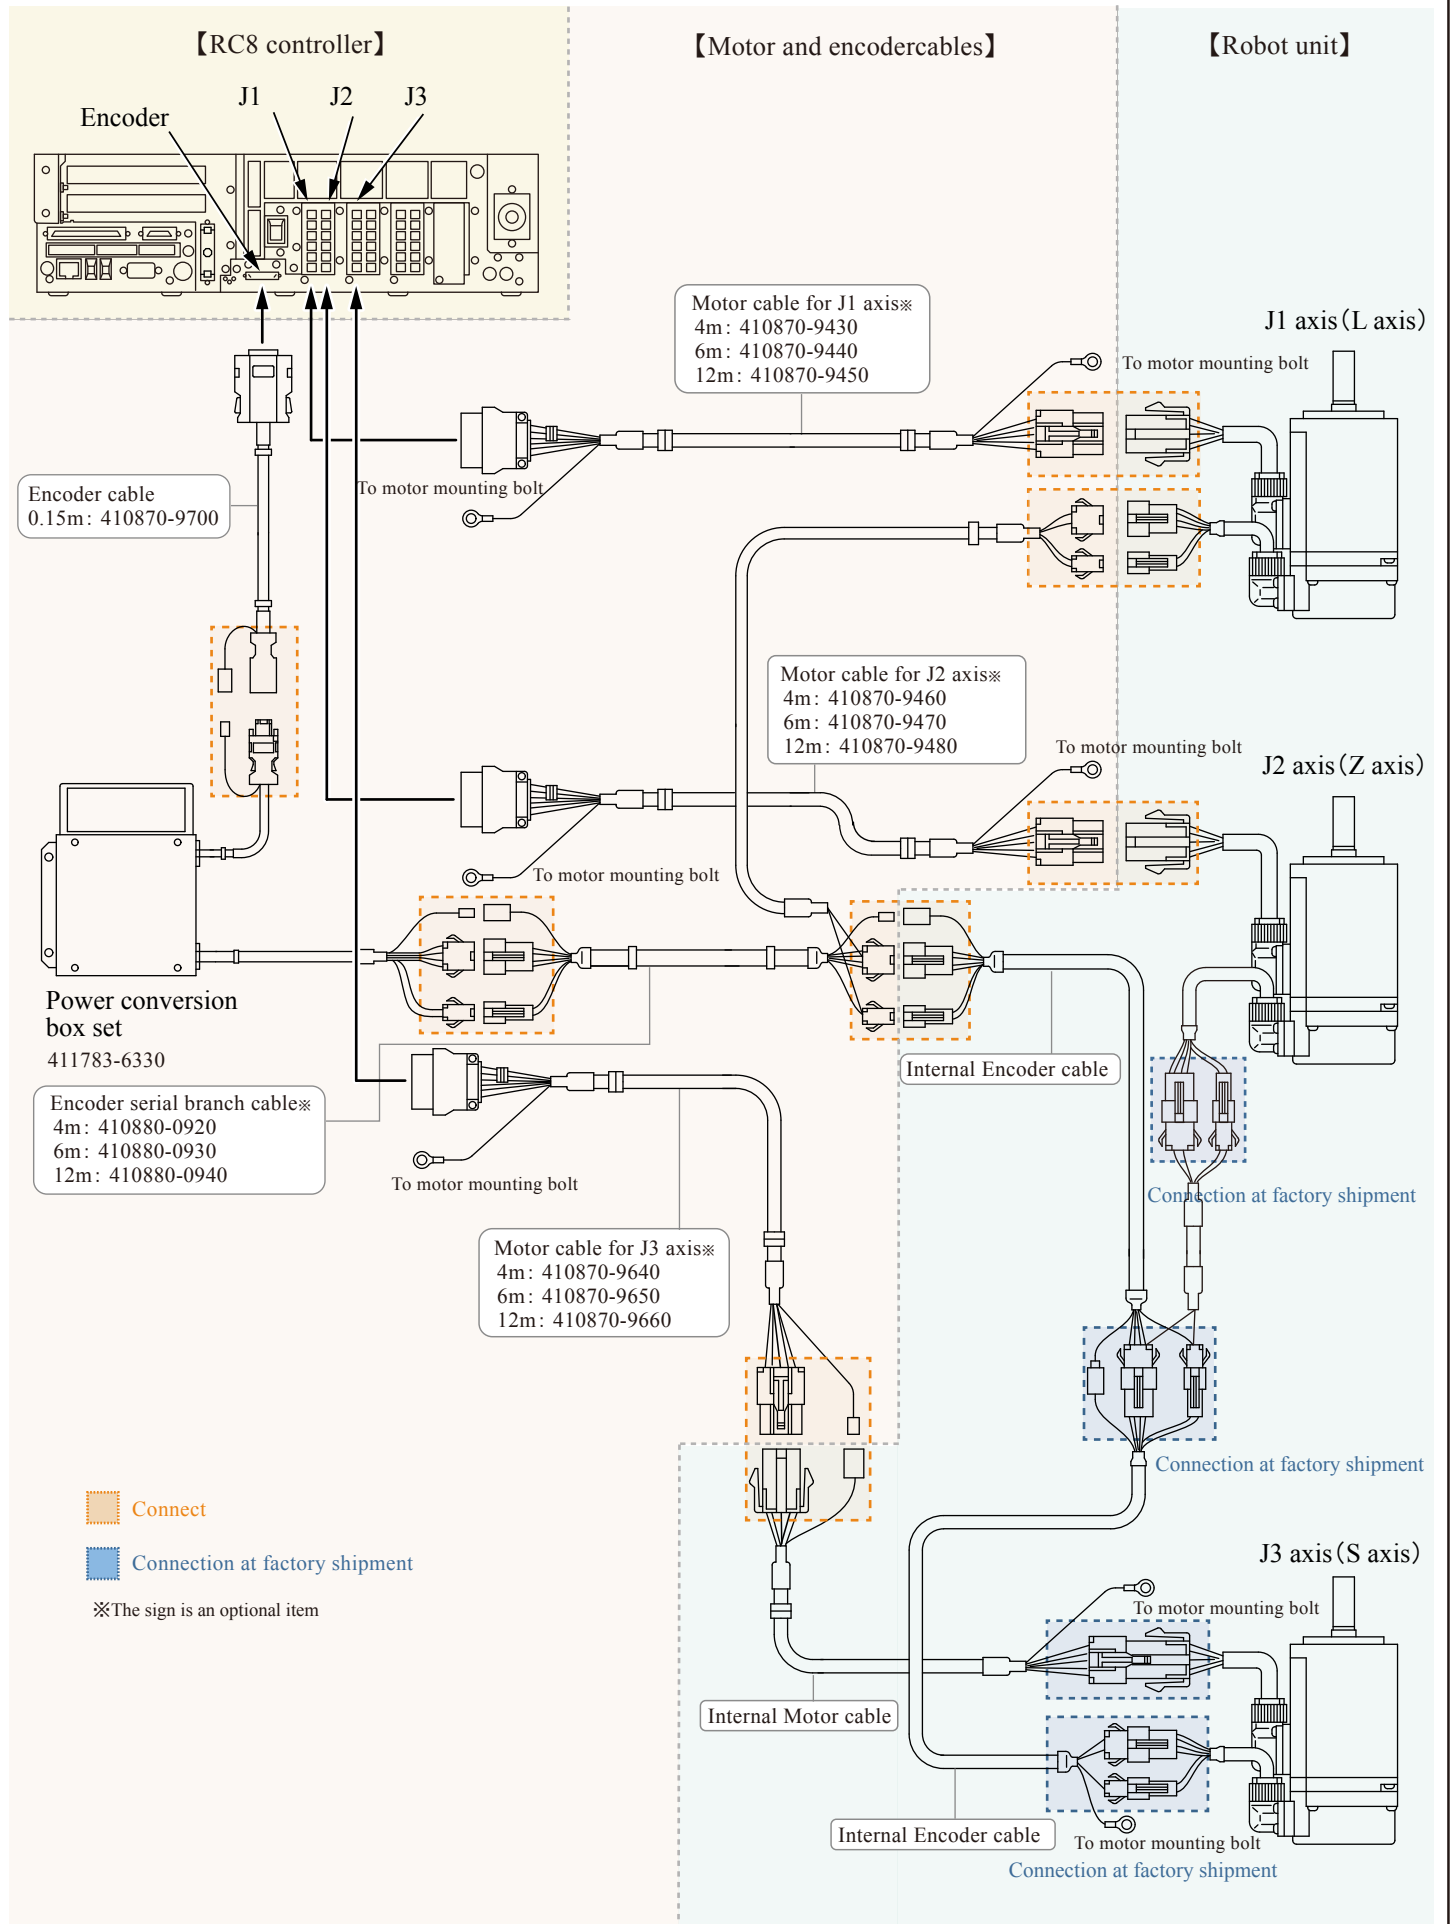 【RC8 controller】
【Motor and encodercables】
【Robot unit】
J1
J2
J3
Encoder
Motor cable for J1 axis※
4m: 410870-9430
6m: 410870-9440
12m: 410870-9450
J1 axis(L axis)
To motor mounting bolt
To motor mounting bolt
Encoder cable
0.15m: 410870-9700
Motor cable for J2 axis※
4m: 410870-9460
6m: 410870-9470
12m: 410870-9480
To motor mounting bolt
J2 axis(Z axis)
To motor mounting bolt
Power conversion
box set
411783-6330
Internal Encoder cable
Encoder serial branch cable※
4m: 410880-0920
6m: 410880-0930
12m: 410880-0940
To motor mounting bolt
Connection at factory shipment
Motor cable for J3 axis※
4m: 410870-9640
6m: 410870-9650
12m: 410870-9660
Connection at factory shipment
Connect
Connection at factory shipment
※The sign is an optional item
J3 axis(S axis)
To motor mounting bolt
Internal Motor cable
Internal Encoder cable
To motor mounting bolt
Connection at factory shipment